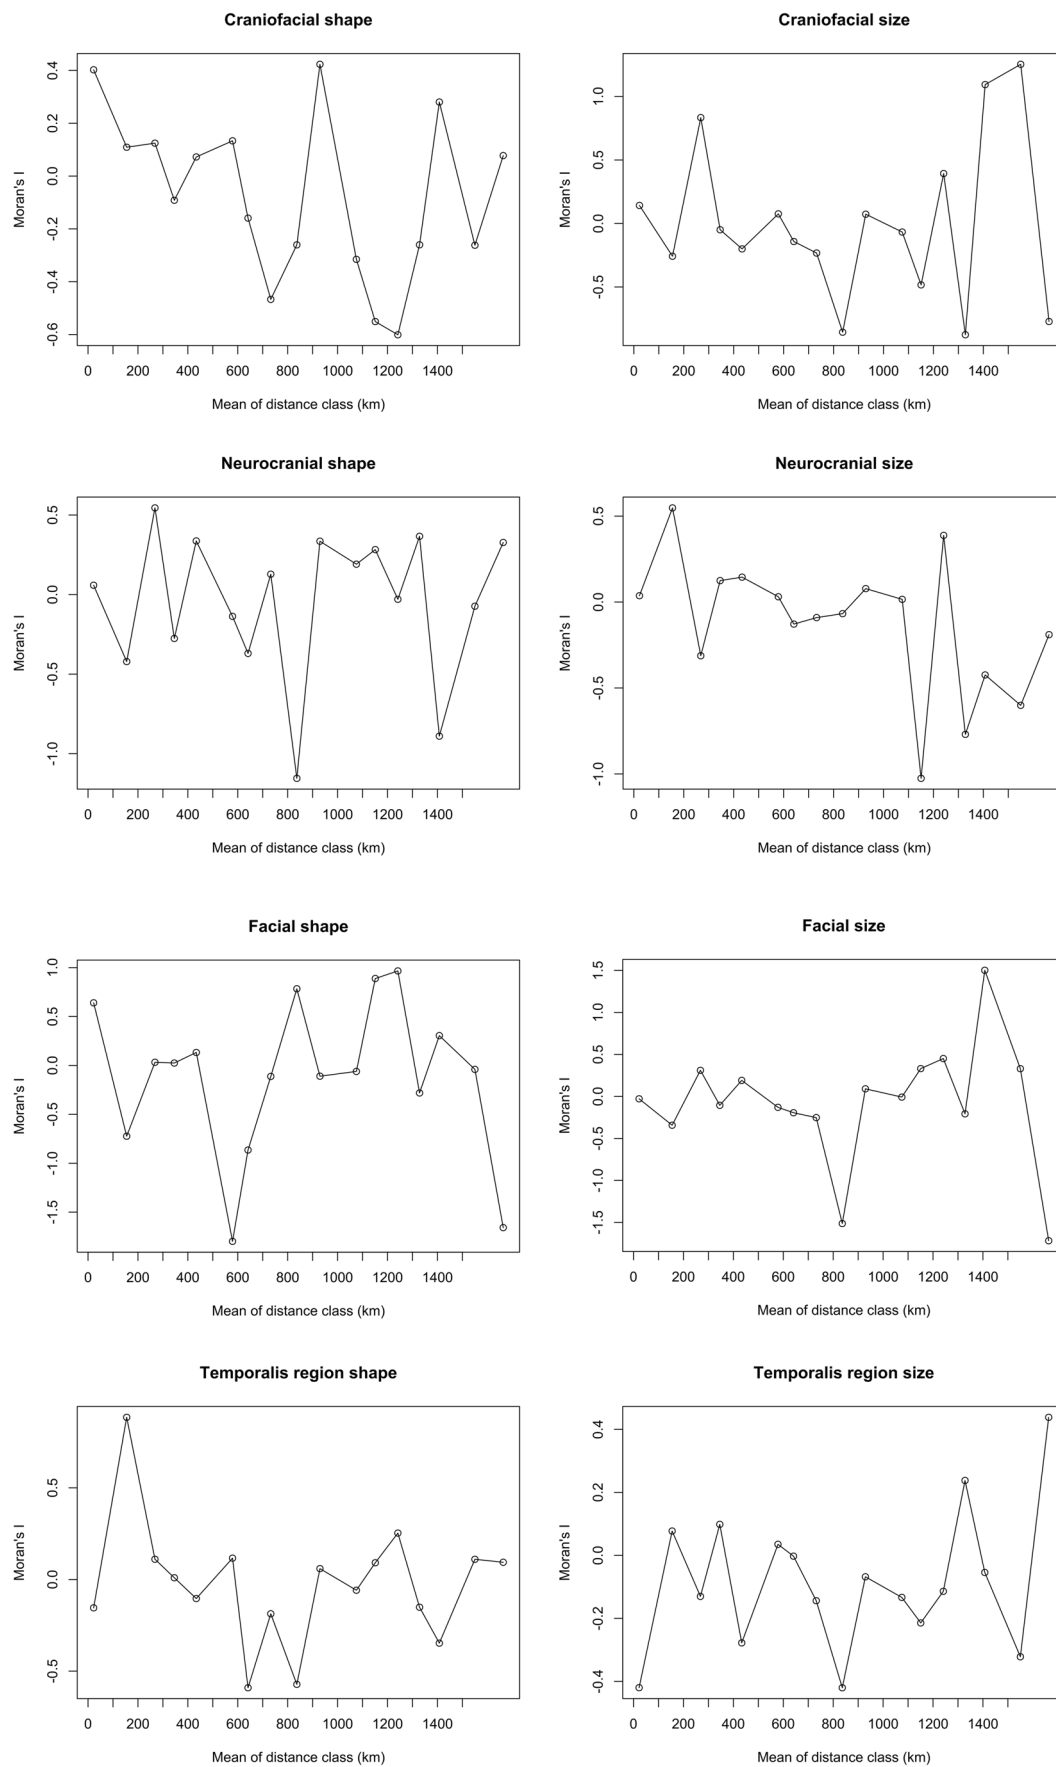 Craniofacial shape
Moran's I
0.4
0.2
0.0
-0.2
-0.4
-0.6
0 200 400 600 800 1000 1200 1400
Mean of distance class (km)
Craniofacial size
Moran's I
1.0
0.5
0.0
-0.5
0 200 400 600 800 1000 1200 1400
Mean of distance class (km)
Neurocranial shape
Moran's I
0.5
0.0
-0.5
-1.0
0 200 400 600 800 1000 1200 1400
Mean of distance class (km)
Neurocranial size
Moran's I
0.5
0.0
-0.5
-1.0
0 200 400 600 800 1000 1200 1400
Mean of distance class (km)
Facial shape
Moran's I
1.0
0.5
0.0
-0.5
-1.0
-1.5
0 200 400 600 800 1000 1200 1400
Mean of distance class (km)
Facial size
Moran's I
1.5
1.0
0.5
0.0
-0.5
-1.0
-1.5
0 200 400 600 800 1000 1200 1400
Mean of distance class (km)
Temporalis region shape
Moran's I
0.5
0.0
-0.5
0 200 400 600 800 1000 1200 1400
Mean of distance class (km)
Temporalis region size
Moran's I
0.4
0.2
0.0
-0.2
-0.4
0 200 400 600 800 1000 1200 1400
Mean of distance class (km)